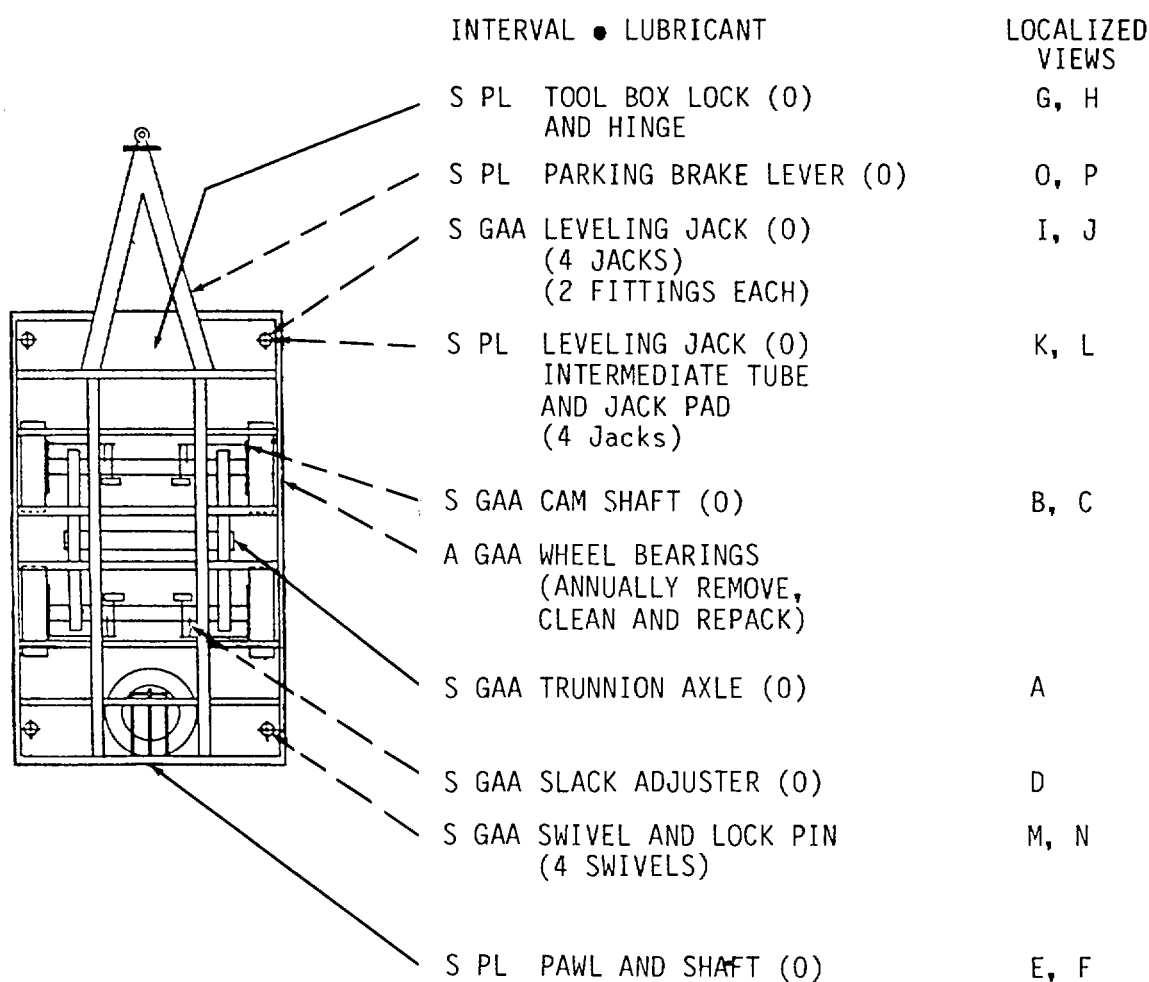 INTERVAL ● LUBRICANT LOCALIZED
VIEWS
S PL TOOL BOX LOCK (O) G, H
AND HINGE
S PL PARKING BRAKE LEVER (O) O, P
S GAA LEVELING JACK (O) I, J
(4 JACKS)
(2 FITTINGS EACH)
S PL LEVELING JACK (O) K, L
INTERMEDIATE TUBE
AND JACK PAD
(4 Jacks)
S GAA CAM SHAFT (O) B, C
A GAA WHEEL BEARINGS
(ANNUALLY REMOVE,
CLEAN AND REPACK)
S GAA TRUNNION AXLE (O) A
S GAA SLACK ADJUSTER (O) D
S GAA SWIVEL AND LOCK PIN M, N
(4 SWIVELS)
S PL PAWL AND SHAFT (O) E, F